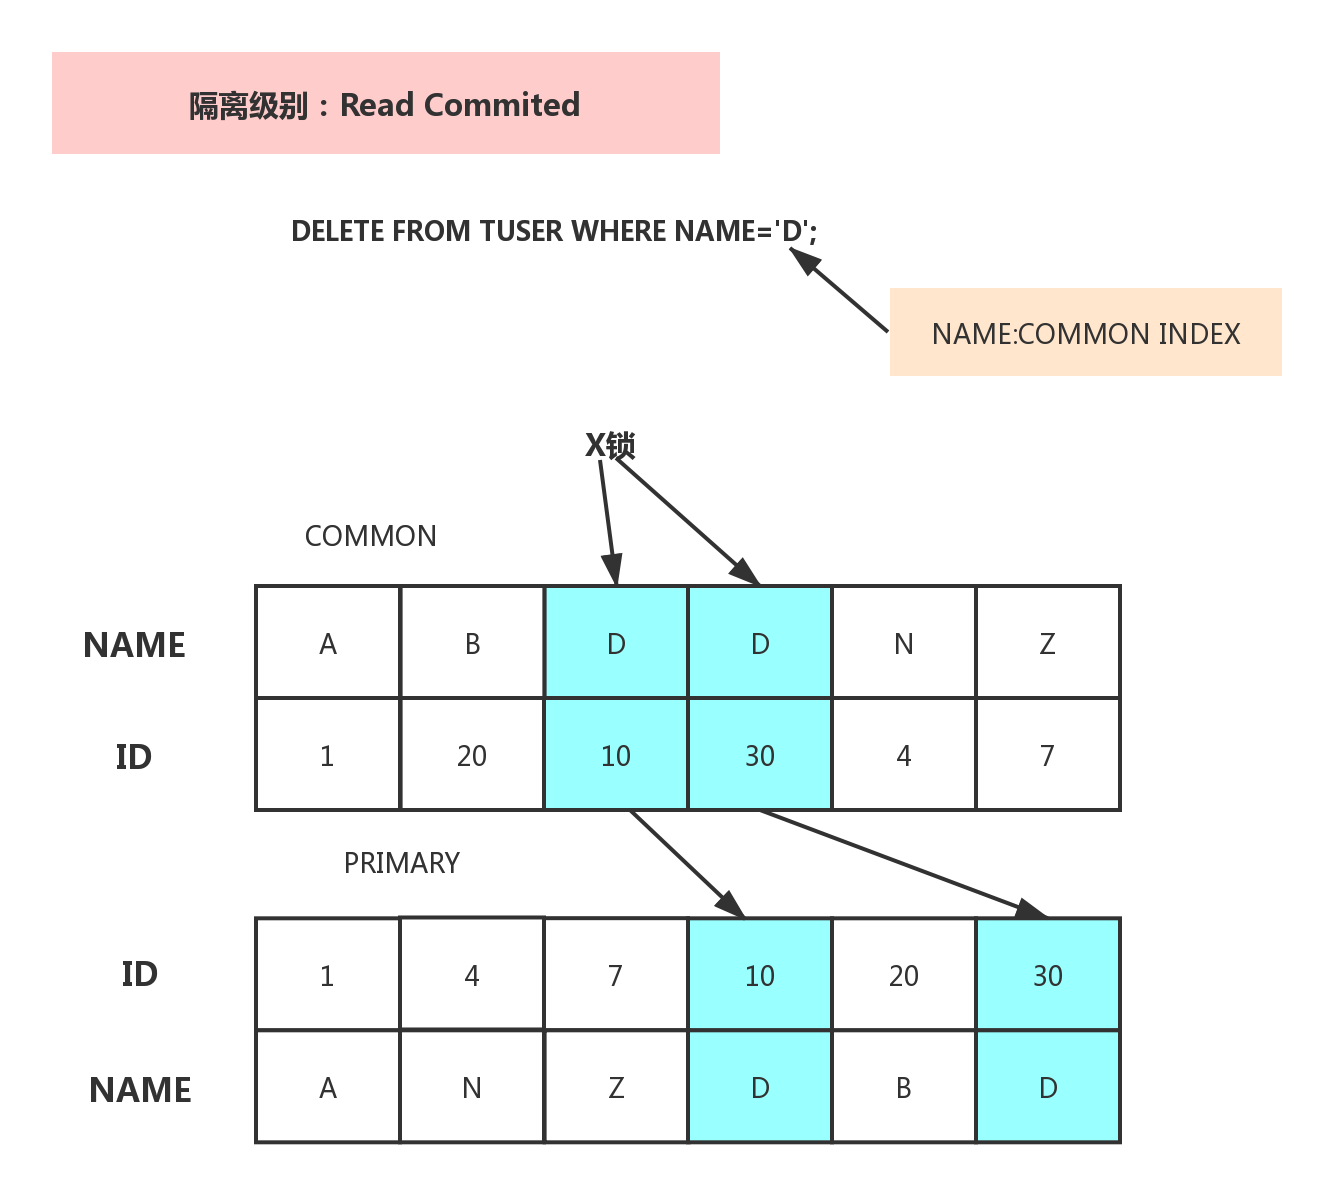 隔离级别：Read Commited
DELETE FROM TUSER WHERE NAME='D';
NAME:COMMON INDEX
X锁
COMMON
NAME A B D D N Z
ID 1 20 10 30 4 7
PRIMARY
ID 1 4 7 10 20 30
NAME A N Z D B D